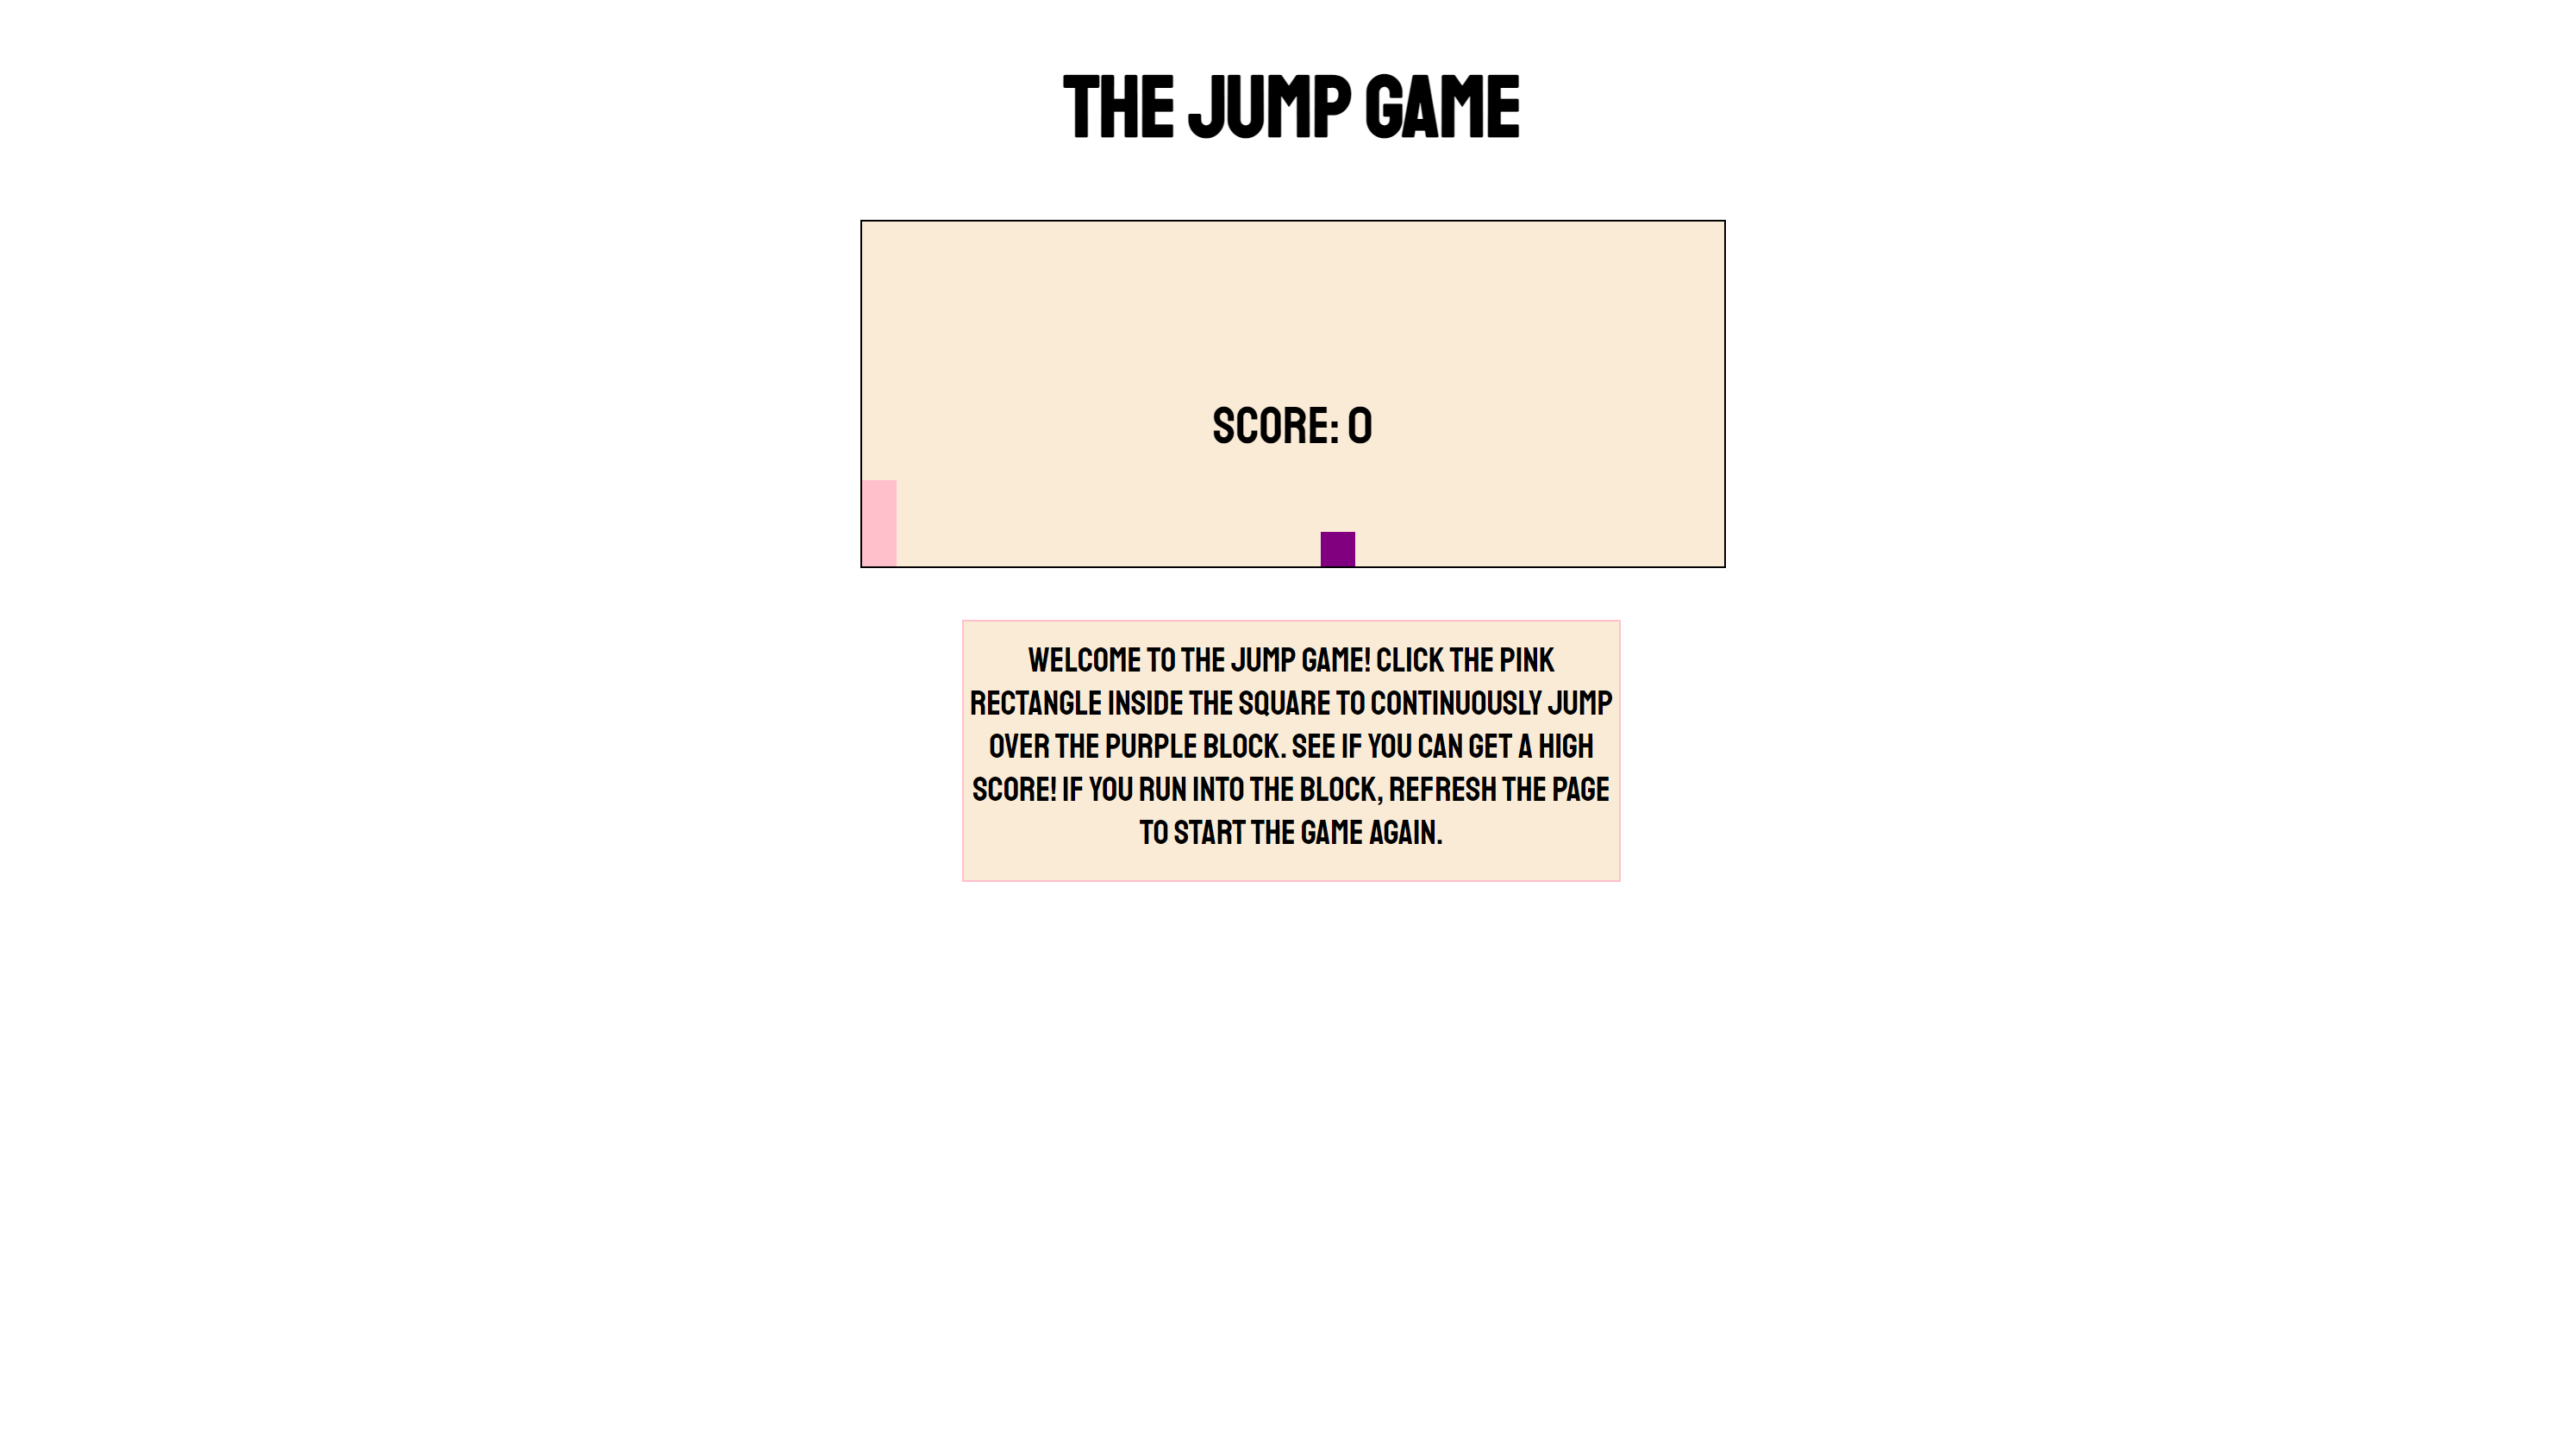 THE JUMP GAME
SCORE: 0
WELCOME TO THE JUMP GAME! CLICK THE PINK
RECTANGLE INSIDE THE SQUARE TO CONTINUOUSLY JUMP
OVER THE PURPLE BLOCK. SEE IF YOU CAN GET A HIGH
SCORE! IF YOU RUN INTO THE BLOCK, REFRESH THE PAGE
TO START THE GAME AGAIN.